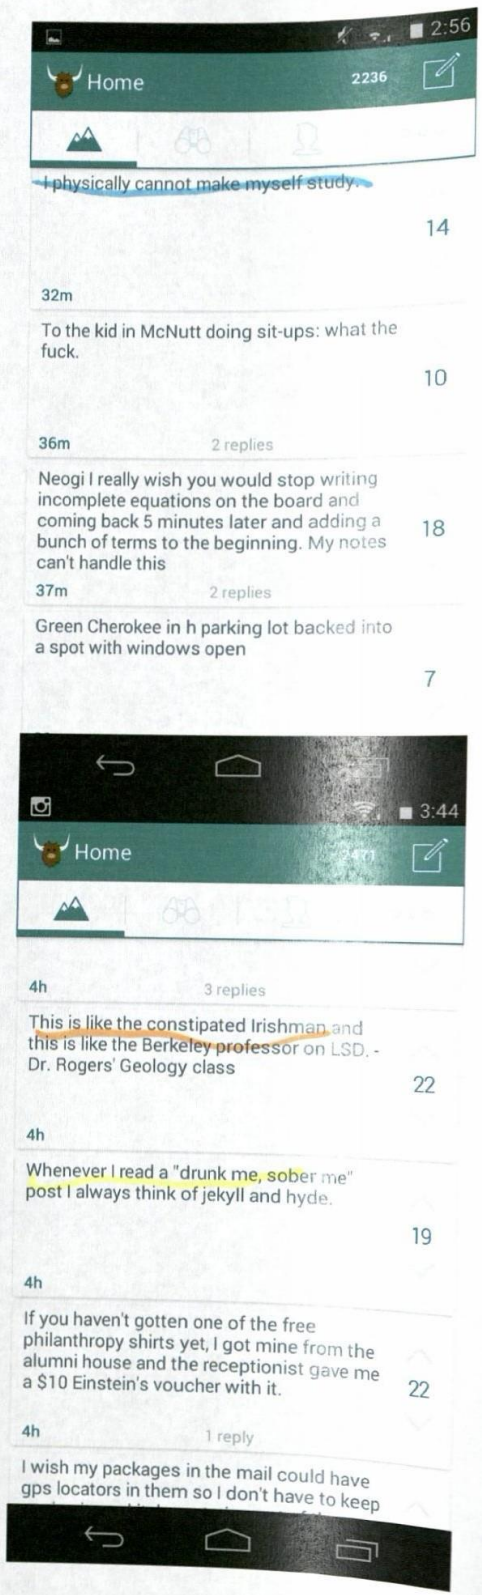 2:56
Home 2236
I physically cannot make myself study.
14
32m
To the kid in McNutt doing sit-ups: what the
fuck.
10
36m 2 replies
Neogi I really wish you would stop writing
incomplete equations on the board and
coming back 5 minutes later and adding a
bunch of terms to the beginning. My notes
can't handle this
18
37m 2 replies
Green Cherokee in h parking lot backed into
a spot with windows open
7
3:44
Home
4h 3 replies
This is like the constipated Irishman and
this is like the Berkeley professor on LSD. -
Dr. Rogers' Geology class
22
4h
Whenever I read a "drunk me, sober me"
post I always think of jekyll and hyde.
19
4h
If you haven't gotten one of the free
philanthropy shirts yet, I got mine from the
alumni house and the receptionist gave me
a $10 Einstein's voucher with it.
22
4h 1 reply
I wish my packages in the mail could have
gps locators in them so I don't have to keep